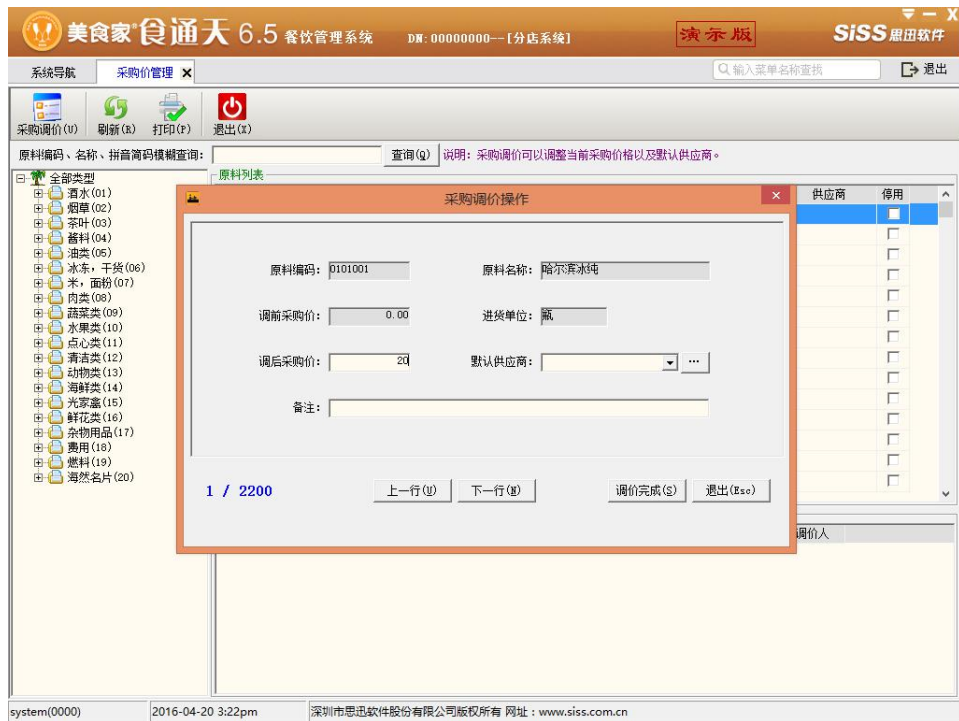 美食家®食通天 6.5 餐饮管理系统 DN:00000000--[分店系统] 演示版 SiSS 思迅软件
系统导航 采购价管理 X 输入菜单名称查找 退出
采购调价(U) 刷新(R) 打印(P) 退出(X)
原料编码、名称、拼音简码模糊查询: 查询(Q) 说明: 采购调价可以调整当前采购价格以及默认供应商。
全部类型 原料列表
酒水(01)
烟草(02)
茶叶(03)
酱料(04)
油类(05)
冰冻,干货(06)
米,面粉(07)
肉类(08)
蔬菜类(09)
水果类(10)
点心类(11)
清洁类(12)
动物类(13)
海鲜类(14)
光家禽(15)
鲜花类(16)
杂物用品(17)
费用(18)
燃料(19)
海然名片(20)
供应商 停用
采购调价操作
原料编码: 0101001 原料名称: 哈尔滨冰纯
调前采购价: 0.00 进货单位: 瓶
调后采购价: 20 默认供应商: ...
备注:
1 / 2200 上一行(U) 下一行(N) 调价完成(S) 退出(Esc)
调价人
system(0000) 2016-04-20 3:22pm 深圳市思迅软件股份有限公司版权所有 网址:www.siss.com.cn